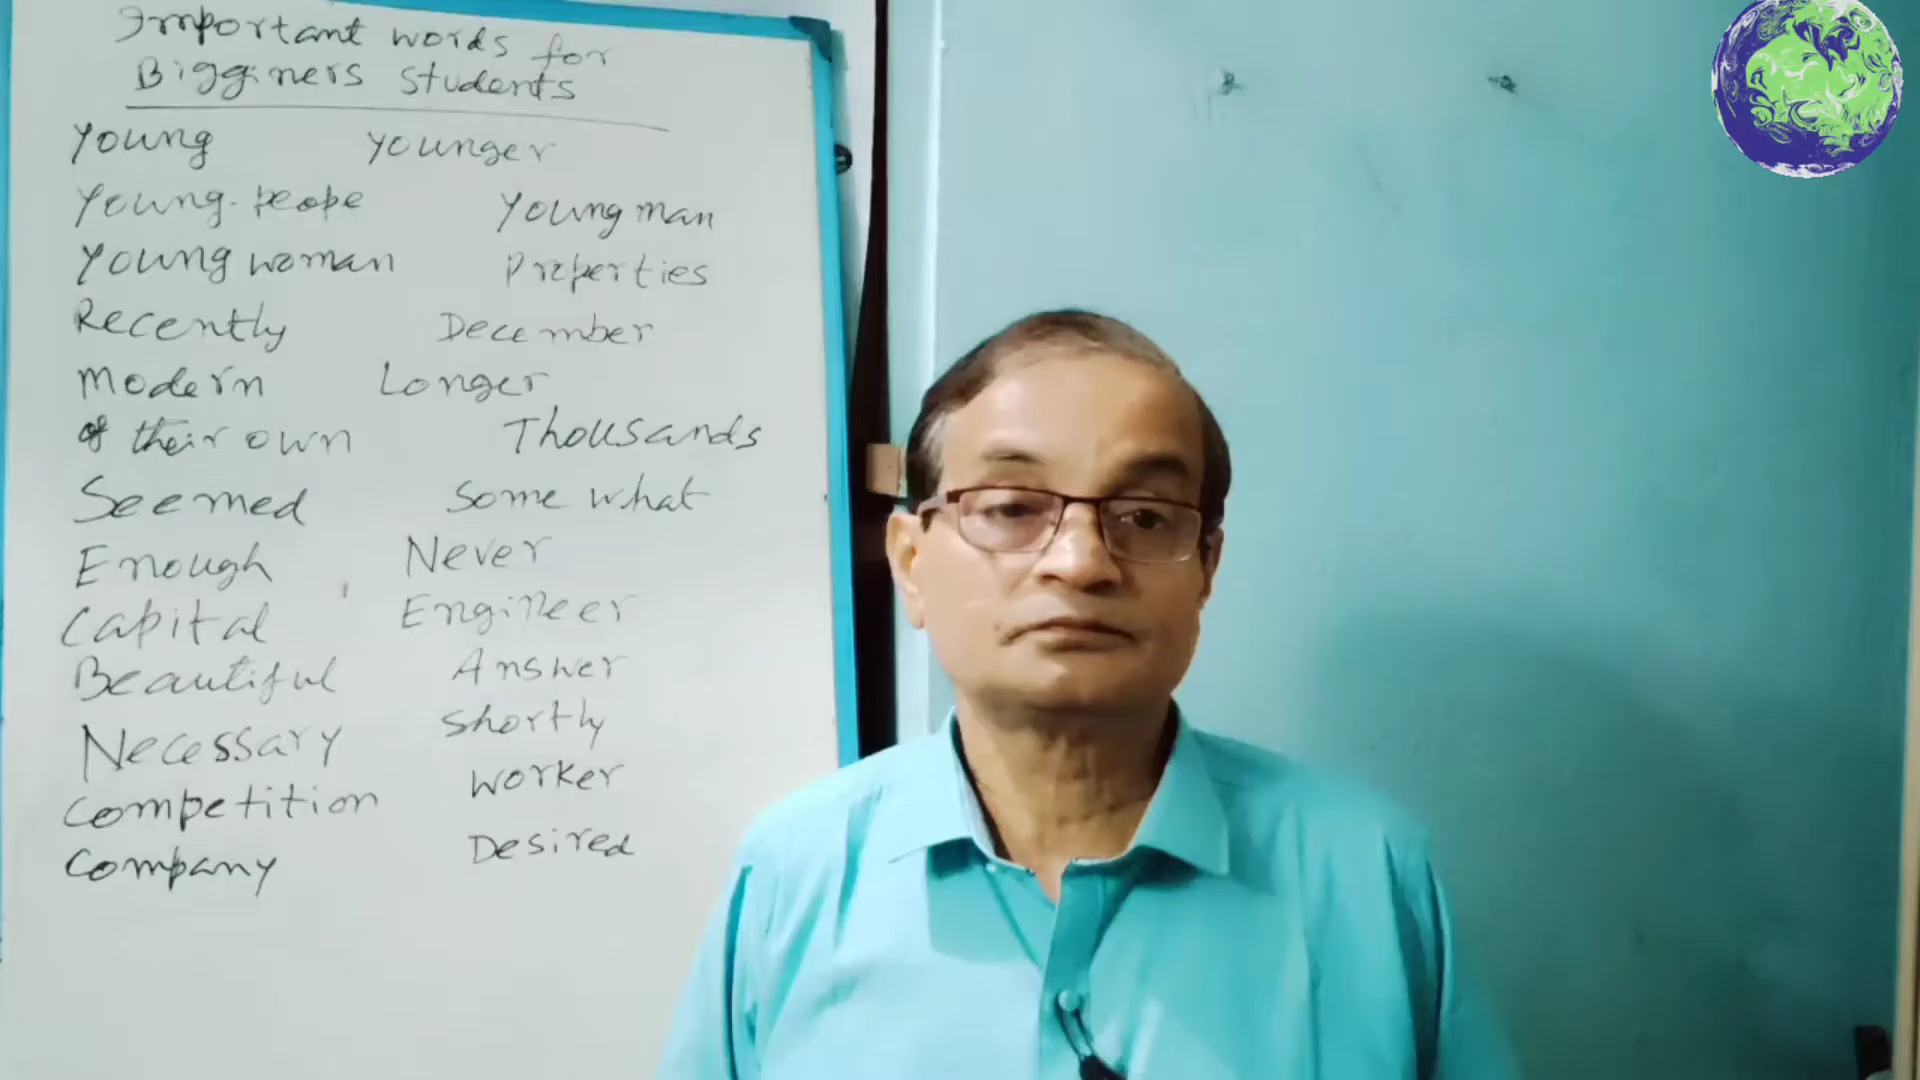 Important words for
Bigginers students
Young Younger
Young-peope Young man
Young woman Properties
Recently December
Modern Longer
of their own Thousands
Seemed Some what
Enough Never
Capital Engineer
Beautiful Answer
Necessary Shortly
Competition Worker
Company Desired